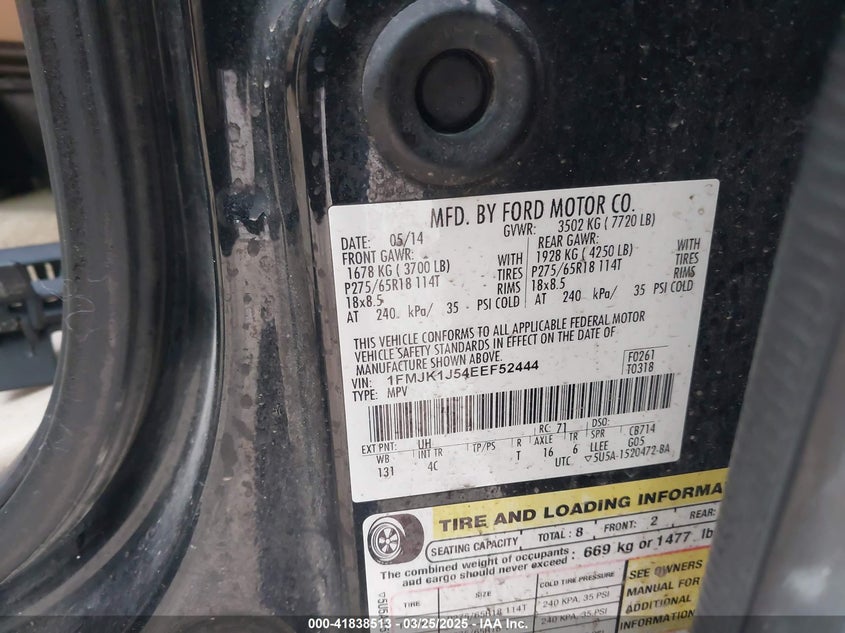 MFD. BY FORD MOTOR CO.
DATE: 05/14 GVWR: 3502 KG ( 7720 LB)
FRONT GAWR: REAR GAWR:
1678 KG ( 3700 LB) WITH 1928 KG ( 4250 LB) WITH
P275/65R18 114T TIRES P275/65R18 114T TIRES
18x8.5 RIMS 18x8.5 RIMS
AT 240 kPa/ 35 PSI COLD AT 240 kPa/ 35 PSI COLD
THIS VEHICLE CONFORMS TO ALL APPLICABLE FEDERAL MOTOR
VEHICLE SAFETY STANDARDS IN EFFECT ON THE DATE OF
MANUFACTURE SHOWN ABOVE.
VIN: 1FMJK1J54EEF52444 F0261
TYPE: MPV T0318
EXT PNT: UH RC: 71 DSO:
WB INT TR TP/PS R AXLE TR SPR CB714
131 4C T 16 6 LLEE G05
UTC ▽5U5A-1520472-BA
TIRE AND LOADING INFORMA
SEATING CAPACITY TOTAL: 8 FRONT: 2 REAR:
The combined weight of occupants and cargo should never exceed: 669 kg or 1477 lb
TIRE SIZE COLD TIRE PRESSURE SEE OWNERS
114T 240 KPA, 35 PSI MANUAL FOR
240 KPA, 35 PSI ADDITIONAL
INFORMATION
000-41838513 - 03/25/2025 - IAA Inc.